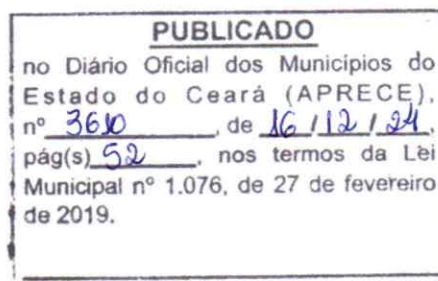 PUBLICADO
no Diário Oficial dos Municípios do
Estado do Ceará (APRECE),
nº 3610, de 16/12/24,
pág(s) 52, nos termos da Lei
Municipal nº 1.076, de 27 de fevereiro
de 2019.